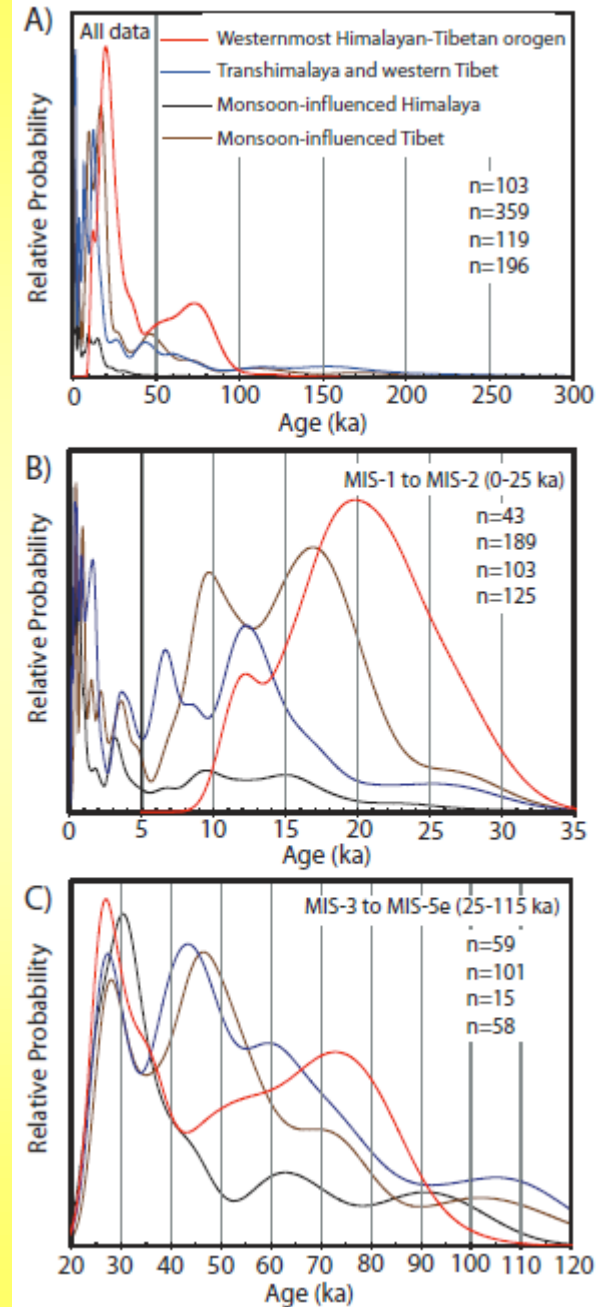 A)
All data
Westernmost Himalayan-Tibetan orogen
Transhimalaya and western Tibet
Monsoon-influenced Himalaya
Monsoon-influenced Tibet
n=103
n=359
n=119
n=196
Relative Probability
0 50 100 150 200 250 300
Age (ka)
B)
MIS-1 to MIS-2 (0-25 ka)
n=43
n=189
n=103
n=125
Relative Probability
0 5 10 15 20 25 30 35
Age (ka)
C)
MIS-3 to MIS-5e (25-115 ka)
n=59
n=101
n=15
n=58
Relative Probability
20 30 40 50 60 70 80 90 100 110 120
Age (ka)